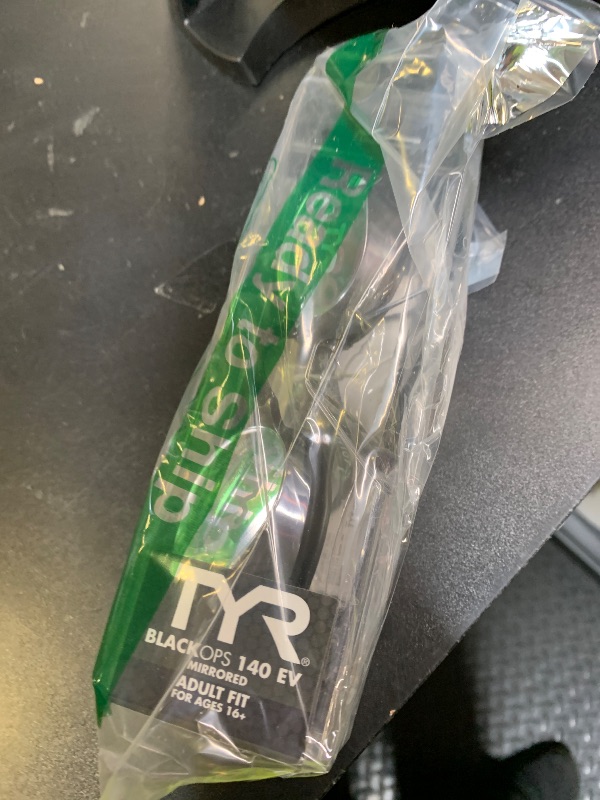 Ready to Ship
TYR®
BLACKOPS 140 EV
MIRRORED
ADULT FIT
FOR AGES 16+